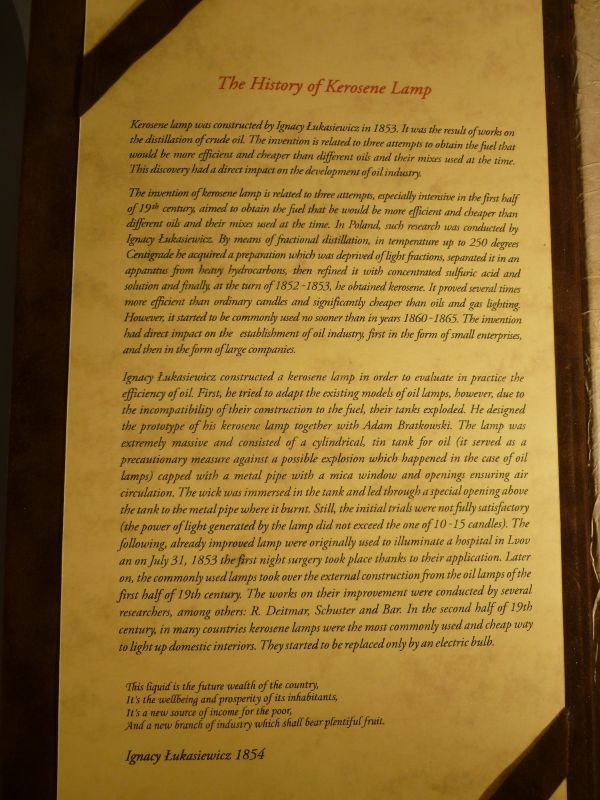 The History of Kerosene Lamp
Kerosene lamp was constructed by Ignacy Łukasiewicz in 1853. It was the result of works on
the distillation of crude oil. The invention is related to three attempts to obtain the fuel that
would be more efficient and cheaper than different oils and their mixes used at the time.
This discovery had a direct impact on the development of oil industry.
The invention of kerosene lamp is related to three attempts, especially intensive in the first half
of 19th century, aimed to obtain the fuel that be would be more efficient and cheaper than
different oils and their mixes used at the time. In Poland, such research was conducted by
Ignacy Łukasiewicz. By means of fractional distillation, in temperature up to 250 degrees
Centigrade he acquired a preparation which was deprived of light fractions, separated it in an
apparatus from heavy hydrocarbons, then refined it with concentrated sulfuric acid and
solution and finally, at the turn of 1852-1853, he obtained kerosene. It proved several times
more efficient than ordinary candles and significantly cheaper than oils and gas lighting.
However, it started to be commonly used no sooner than in years 1860-1865. The invention
had direct impact on the establishment of oil industry, first in the form of small enterprises,
and then in the form of large companies.
Ignacy Łukasiewicz constructed a kerosene lamp in order to evaluate in practice the
efficiency of oil. First, he tried to adapt the existing models of oil lamps, however, due to
the incompatibility of their construction to the fuel, their tanks exploded. He designed
the prototype of his kerosene lamp together with Adam Bratkowski. The lamp was
extremely massive and consisted of a cylindrical, tin tank for oil (it served as a
precautionary measure against a possible explosion which happened in the case of oil
lamps) capped with a metal pipe with a mica window and openings ensuring air
circulation. The wick was immersed in the tank and led through a special opening above
the tank to the metal pipe where it burnt. Still, the initial trials were not fully satisfactory
(the power of light generated by the lamp did not exceed the one of 10-15 candles). The
following, already improved lamp were originally used to illuminate a hospital in Lvov
an on July 31, 1853 the first night surgery took place thanks to their application. Later
on, the commonly used lamps took over the external construction from the oil lamps of the
first half of 19th century. The works on their improvement were conducted by several
researchers, among others: R. Deitmar, Schuster and Bar. In the second half of 19th
century, in many countries kerosene lamps were the most commonly used and cheap way
to light up domestic interiors. They started to be replaced only by an electric bulb.
This liquid is the future wealth of the country,
It's the wellbeing and prosperity of its inhabitants,
It's a new source of income for the poor,
And a new branch of industry which shall bear plentiful fruit.
Ignacy Łukasiewicz 1854